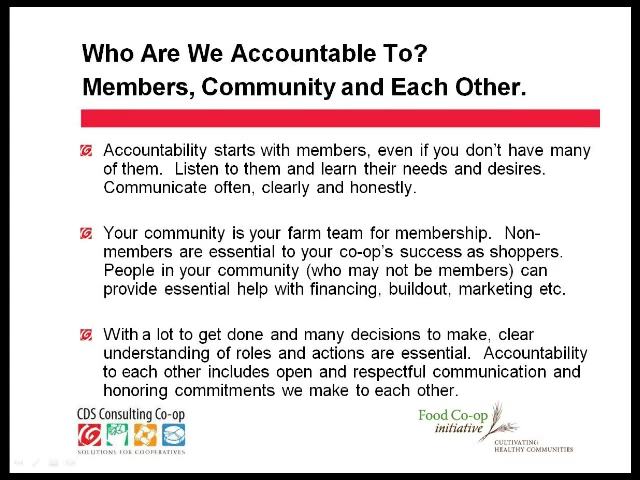 Who Are We Accountable To?
Members, Community and Each Other.
Accountability starts with members, even if you don't have many
of them. Listen to them and learn their needs and desires.
Communicate often, clearly and honestly.
Your community is your farm team for membership. Non-
members are essential to your co-op's success as shoppers.
People in your community (who may not be members) can
provide essential help with financing, buildout, marketing etc.
With a lot to get done and many decisions to make, clear
understanding of roles and actions are essential. Accountability
to each other includes open and respectful communication and
honoring commitments we make to each other.
CDS Consulting Co-op
SOLUTIONS FOR COOPERATIVES
Food Co-op
initiative
CULTIVATING
HEALTHY COMMUNITIES